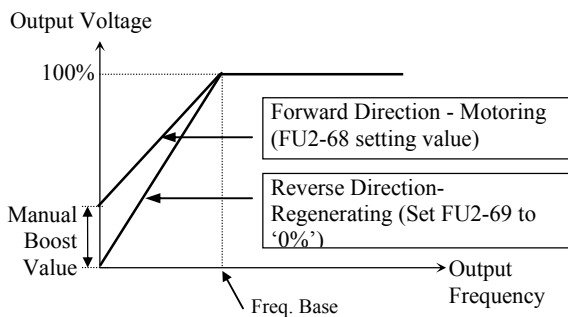 Output Voltage
100%
Forward Direction - Motoring
(FU2-68 setting value)
Reverse Direction-
Regenerating (Set FU2-69 to
‘0%’)
Manual
Boost
Value
Output
Frequency
Freq. Base